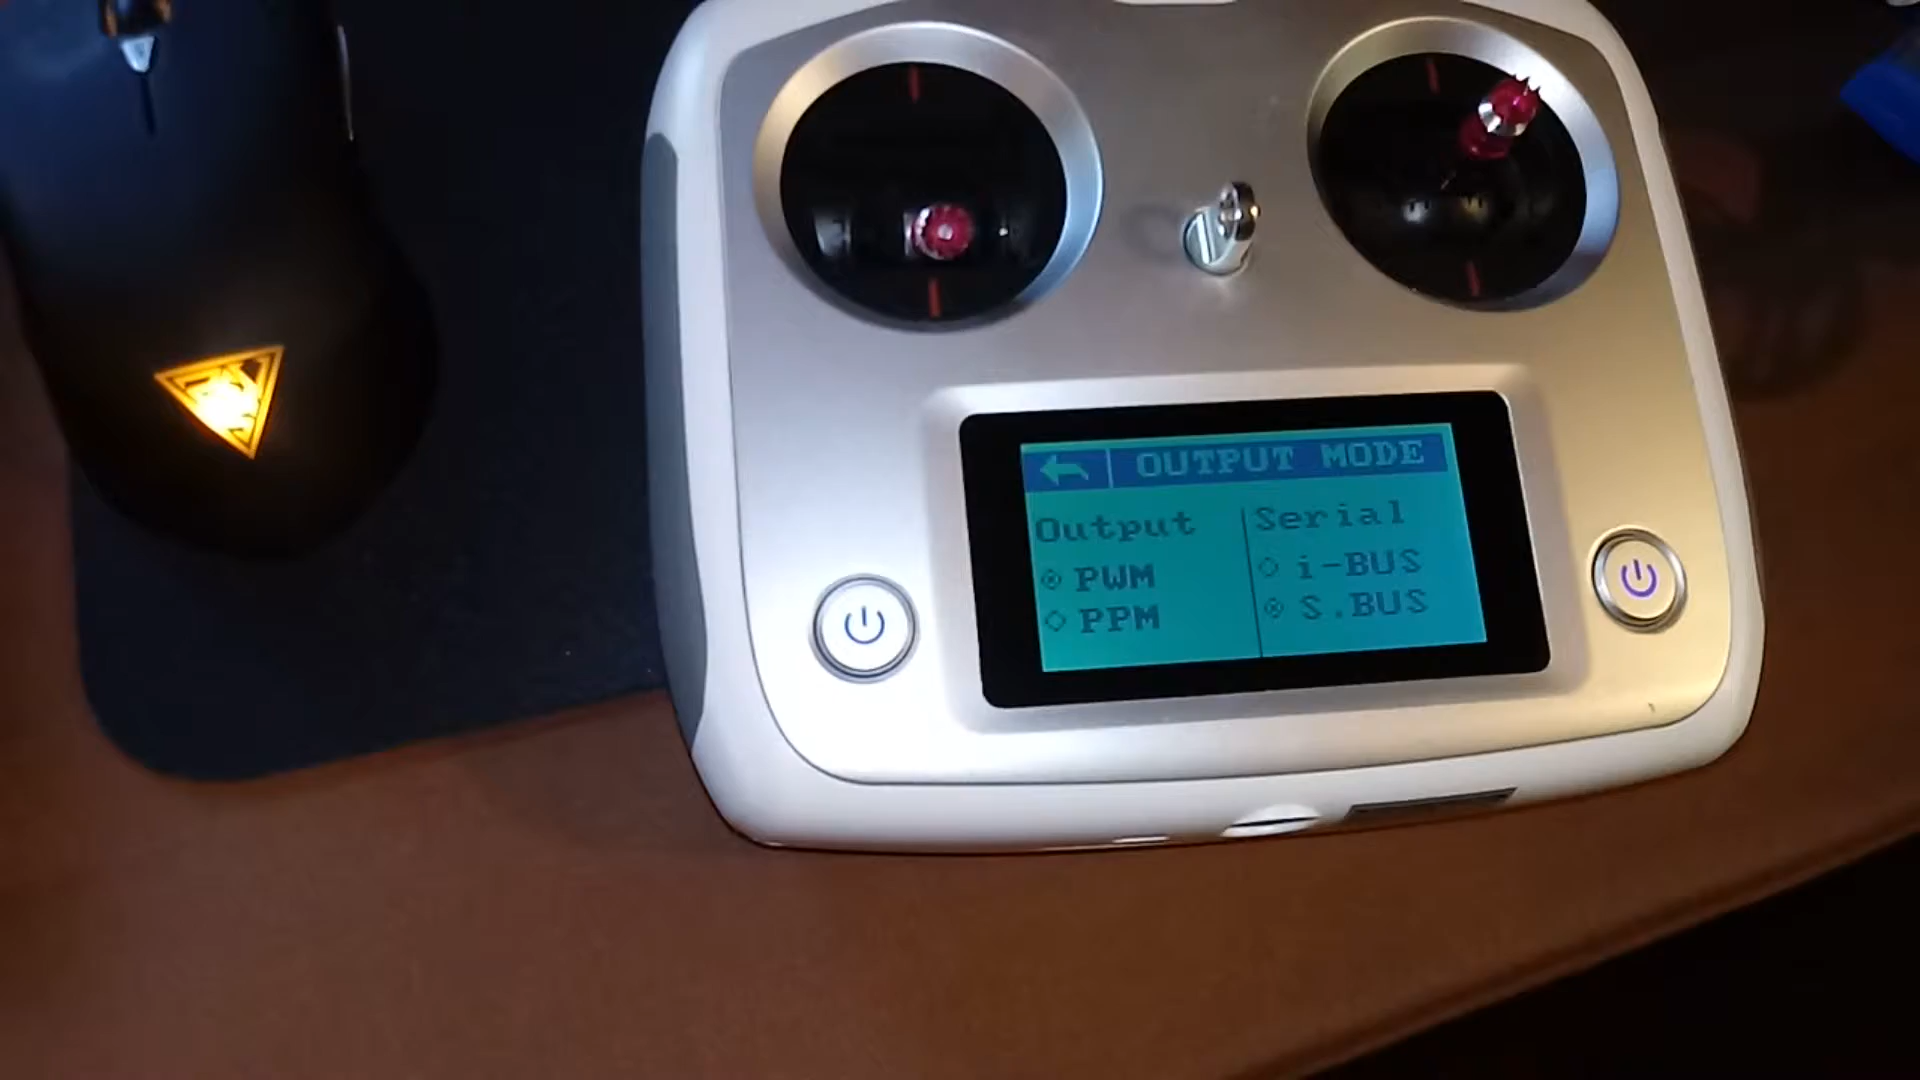 OUTPUT MODE
Output
PWM
PPM
Serial
i-BUS
S.BUS